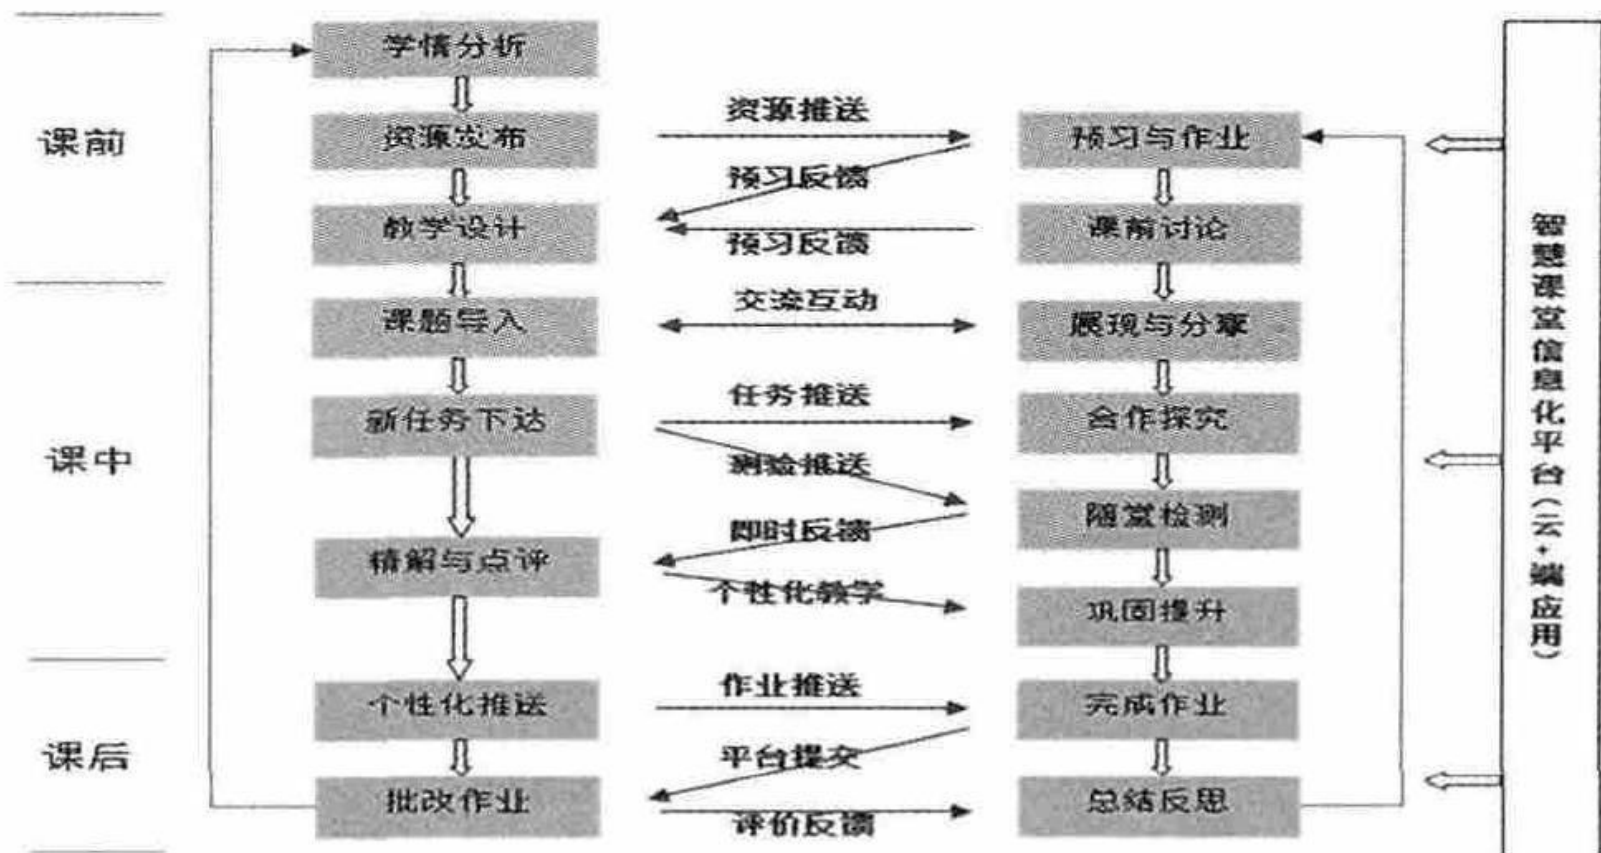 学情分析
资源推送
课前
资源发布
预习与作业
预习反馈
教学设计
课前讨论
预习反馈
交流互动
课题导入
展现与分享
任务推送
新任务下达
合作探究
课中
测验推送
随堂检测
即时反馈
精解与点评
个性化教学
巩固提升
作业推送
个性化推送
完成作业
课后
平台提交
批改作业
总结反思
评价反馈
智慧课堂信息化平台(云+端应用)